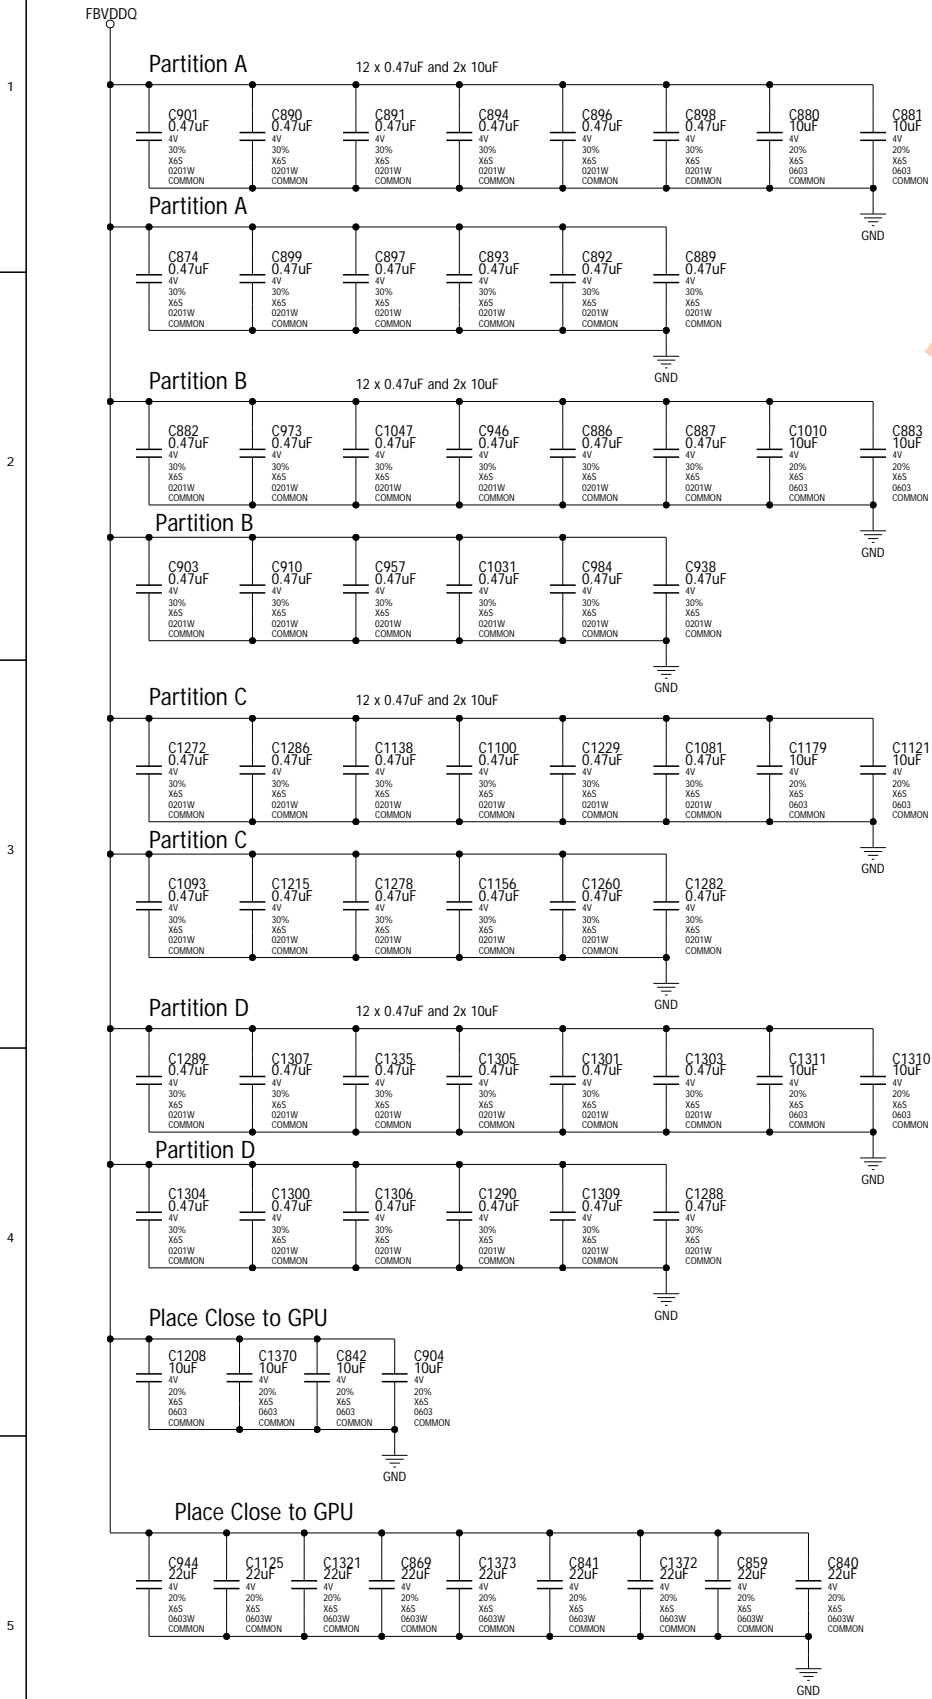 FBVDDQ
Partition A 12 x 0.47uF and 2x 10uF
1
C901 C890 C891 C894 C896 C898 C880 C881
0.47uF 0.47uF 0.47uF 0.47uF 0.47uF 0.47uF 10uF 10uF
4V 4V 4V 4V 4V 4V 4V 4V
30% 30% 30% 30% 30% 30% 20% 20%
X6S X6S X6S X6S X6S X6S X6S X6S
0201W 0201W 0201W 0201W 0201W 0201W 0603 0603
COMMON COMMON COMMON COMMON COMMON COMMON COMMON COMMON
Partition A
GND
C874 C899 C897 C893 C892 C889
0.47uF 0.47uF 0.47uF 0.47uF 0.47uF 0.47uF
4V 4V 4V 4V 4V 4V
30% 30% 30% 30% 30% 30%
X6S X6S X6S X6S X6S X6S
0201W 0201W 0201W 0201W 0201W 0201W
COMMON COMMON COMMON COMMON COMMON COMMON
GND
Partition B 12 x 0.47uF and 2x 10uF
C882 C973 C1047 C946 C886 C887 C1010 C883
0.47uF 0.47uF 0.47uF 0.47uF 0.47uF 0.47uF 10uF 10uF
4V 4V 4V 4V 4V 4V 4V 4V
2
30% 30% 30% 30% 30% 30% 20% 20%
X6S X6S X6S X6S X6S X6S X6S X6S
0201W 0201W 0201W 0201W 0201W 0201W 0603 0603
COMMON COMMON COMMON COMMON COMMON COMMON COMMON COMMON
Partition B
GND
C903 C910 C957 C1031 C984 C938
0.47uF 0.47uF 0.47uF 0.47uF 0.47uF 0.47uF
4V 4V 4V 4V 4V 4V
30% 30% 30% 30% 30% 30%
X6S X6S X6S X6S X6S X6S
0201W 0201W 0201W 0201W 0201W 0201W
COMMON COMMON COMMON COMMON COMMON COMMON
GND
Partition C 12 x 0.47uF and 2x 10uF
C1272 C1286 C1138 C1100 C1229 C1081 C1179 C1121
0.47uF 0.47uF 0.47uF 0.47uF 0.47uF 0.47uF 10uF 10uF
4V 4V 4V 4V 4V 4V 4V 4V
30% 30% 30% 30% 30% 30% 20% 20%
X6S X6S X6S X6S X6S X6S X6S X6S
0201W 0201W 0201W 0201W 0201W 0201W 0603 0603
COMMON COMMON COMMON COMMON COMMON COMMON COMMON COMMON
Partition C
3
GND
C1093 C1215 C1278 C1156 C1260 C1282
0.47uF 0.47uF 0.47uF 0.47uF 0.47uF 0.47uF
4V 4V 4V 4V 4V 4V
30% 30% 30% 30% 30% 30%
X6S X6S X6S X6S X6S X6S
0201W 0201W 0201W 0201W 0201W 0201W
COMMON COMMON COMMON COMMON COMMON COMMON
GND
Partition D 12 x 0.47uF and 2x 10uF
C1289 C1307 C1335 C1305 C1301 C1303 C1311 C1310
0.47uF 0.47uF 0.47uF 0.47uF 0.47uF 0.47uF 10uF 10uF
4V 4V 4V 4V 4V 4V 4V 4V
30% 30% 30% 30% 30% 30% 20% 20%
X6S X6S X6S X6S X6S X6S X6S X6S
0201W 0201W 0201W 0201W 0201W 0201W 0603 0603
COMMON COMMON COMMON COMMON COMMON COMMON COMMON COMMON
Partition D
GND
C1304 C1300 C1306 C1290 C1309 C1288
0.47uF 0.47uF 0.47uF 0.47uF 0.47uF 0.47uF
4V 4V 4V 4V 4V 4V
30% 30% 30% 30% 30% 30%
4
X6S X6S X6S X6S X6S X6S
0201W 0201W 0201W 0201W 0201W 0201W
COMMON COMMON COMMON COMMON COMMON COMMON
GND
Place Close to GPU
C1208 C1370 C842 C904
10uF 10uF 10uF 10uF
4V 4V 4V 4V
20% 20% 20% 20%
X6S X6S X6S X6S
0603 0603 0603 0603
COMMON COMMON COMMON COMMON
GND
Place Close to GPU
C944 C1125 C1321 C869 C1373 C841 C1372 C859 C840
22uF 22uF 22uF 22uF 22uF 22uF 22uF 22uF 22uF
4V 4V 4V 4V 4V 4V 4V 4V 4V
20% 20% 20% 20% 20% 20% 20% 20% 20%
X6S X6S X6S X6S X6S X6S X6S X6S X6S
0603W 0603W 0603W 0603W 0603W 0603W 0603W 0603W 0603W
5
COMMON COMMON COMMON COMMON COMMON COMMON COMMON COMMON COMMON
GND